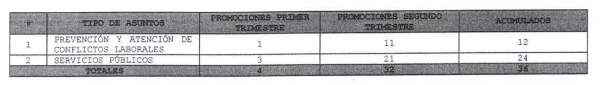 # TIPO DE ASUNTOS PROMOCIONES PRIMER TRIMESTRE PROMOCIONES SEGUNDO TRIMESTRE ACUMULADOS
1 PREVENCIÓN Y ATENCIÓN DE CONFLICTOS LABORALES 1 11 12
2 SERVICIOS PÚBLICOS 3 21 24
TOTALES 4 32 36